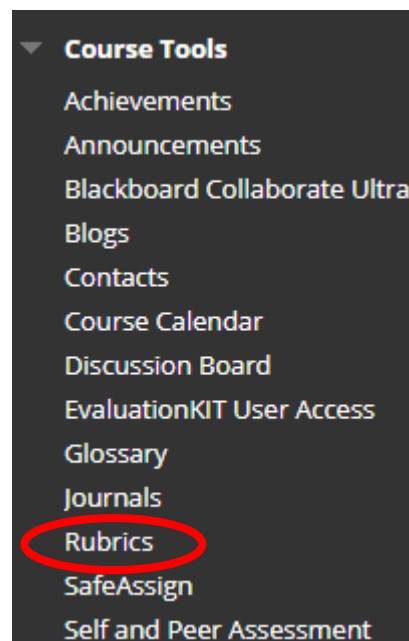 Course Tools
Achievements
Announcements
Blackboard Collaborate Ultra
Blogs
Contacts
Course Calendar
Discussion Board
EvaluationKIT User Access
Glossary
Journals
Rubrics
SafeAssign
Self and Peer Assessment